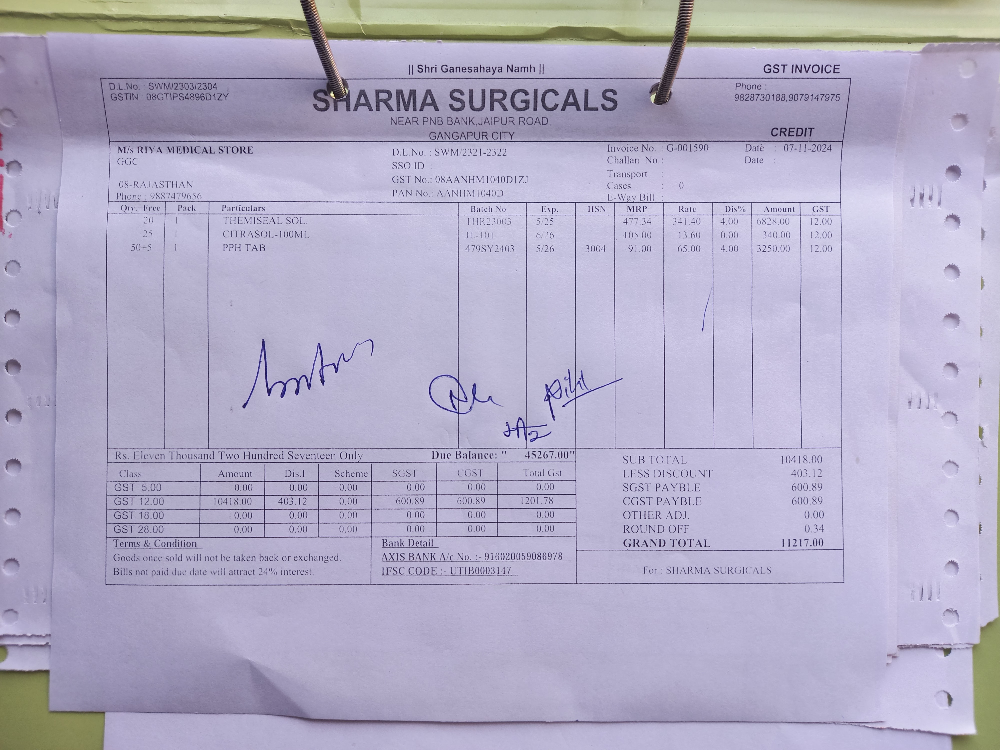 || Shri Ganesahaya Namh ||
GST INVOICE
D.L.No. : SWM/2303/2304
GSTIN : 08GTIPS4896D1ZY
SHARMA SURGICALS
NEAR PNB BANK,JAIPUR ROAD
GANGAPUR CITY
Phone :
9828730188,9079147975
CREDIT
M/s RIYA MEDICAL STORE
GGC
08-RAJASTHAN
Phone : 9887479656
D.L.No. : SWM/2321-2322
SSO ID :
GST No.: 08AANHM1040D1ZJ
PAN No.: AANHM1040D
Invoice No. : G-001590 Date : 07-11-2024
Challan No : Date :
Transport
Cases : 0
E-Way Bill :
Qty. Free Pack Particulars Batch No Exp. HSN MRP Rate Dis% Amount GST
20 1 THEMISEAL SOL. THR23003 5/25 477.34 341.40 4.00 6828.00 12.00
25 1 CITRASOL-100ML 105.00 13.60 0.00 340.00 12.00
50+5 1 PPH TAB 479SY2403 5/26 3004 91.00 65.00 4.00 3250.00 12.00
Rs. Eleven Thousand Two Hundred Seventeen Only Due Balance: " 45267.00"
Class Amount Dis.1 Scheme SGST CGST Total Gst
GST 5.00 0.00 0.00 0.00 0.00 0.00 0.00
GST 12.00 10418.00 403.12 0.00 600.89 600.89 1201.78
GST 18.00 0.00 0.00 0.00 0.00 0.00 0.00
GST 28.00 0.00 0.00 0.00 0.00 0.00 0.00
SUB TOTAL 10418.00
LESS DISCOUNT 403.12
SGST PAYBLE 600.89
CGST PAYBLE 600.89
OTHER ADJ. 0.00
ROUND OFF 0.34
GRAND TOTAL 11217.00
Terms & Condition
Goods once sold will not be taken back or exchanged.
Bills not paid due date will attract 24% interest.
Bank Detail
AXIS BANK A/c No. :- 916020059086978
IFSC CODE :- UTIB0003147
For : SHARMA SURGICALS